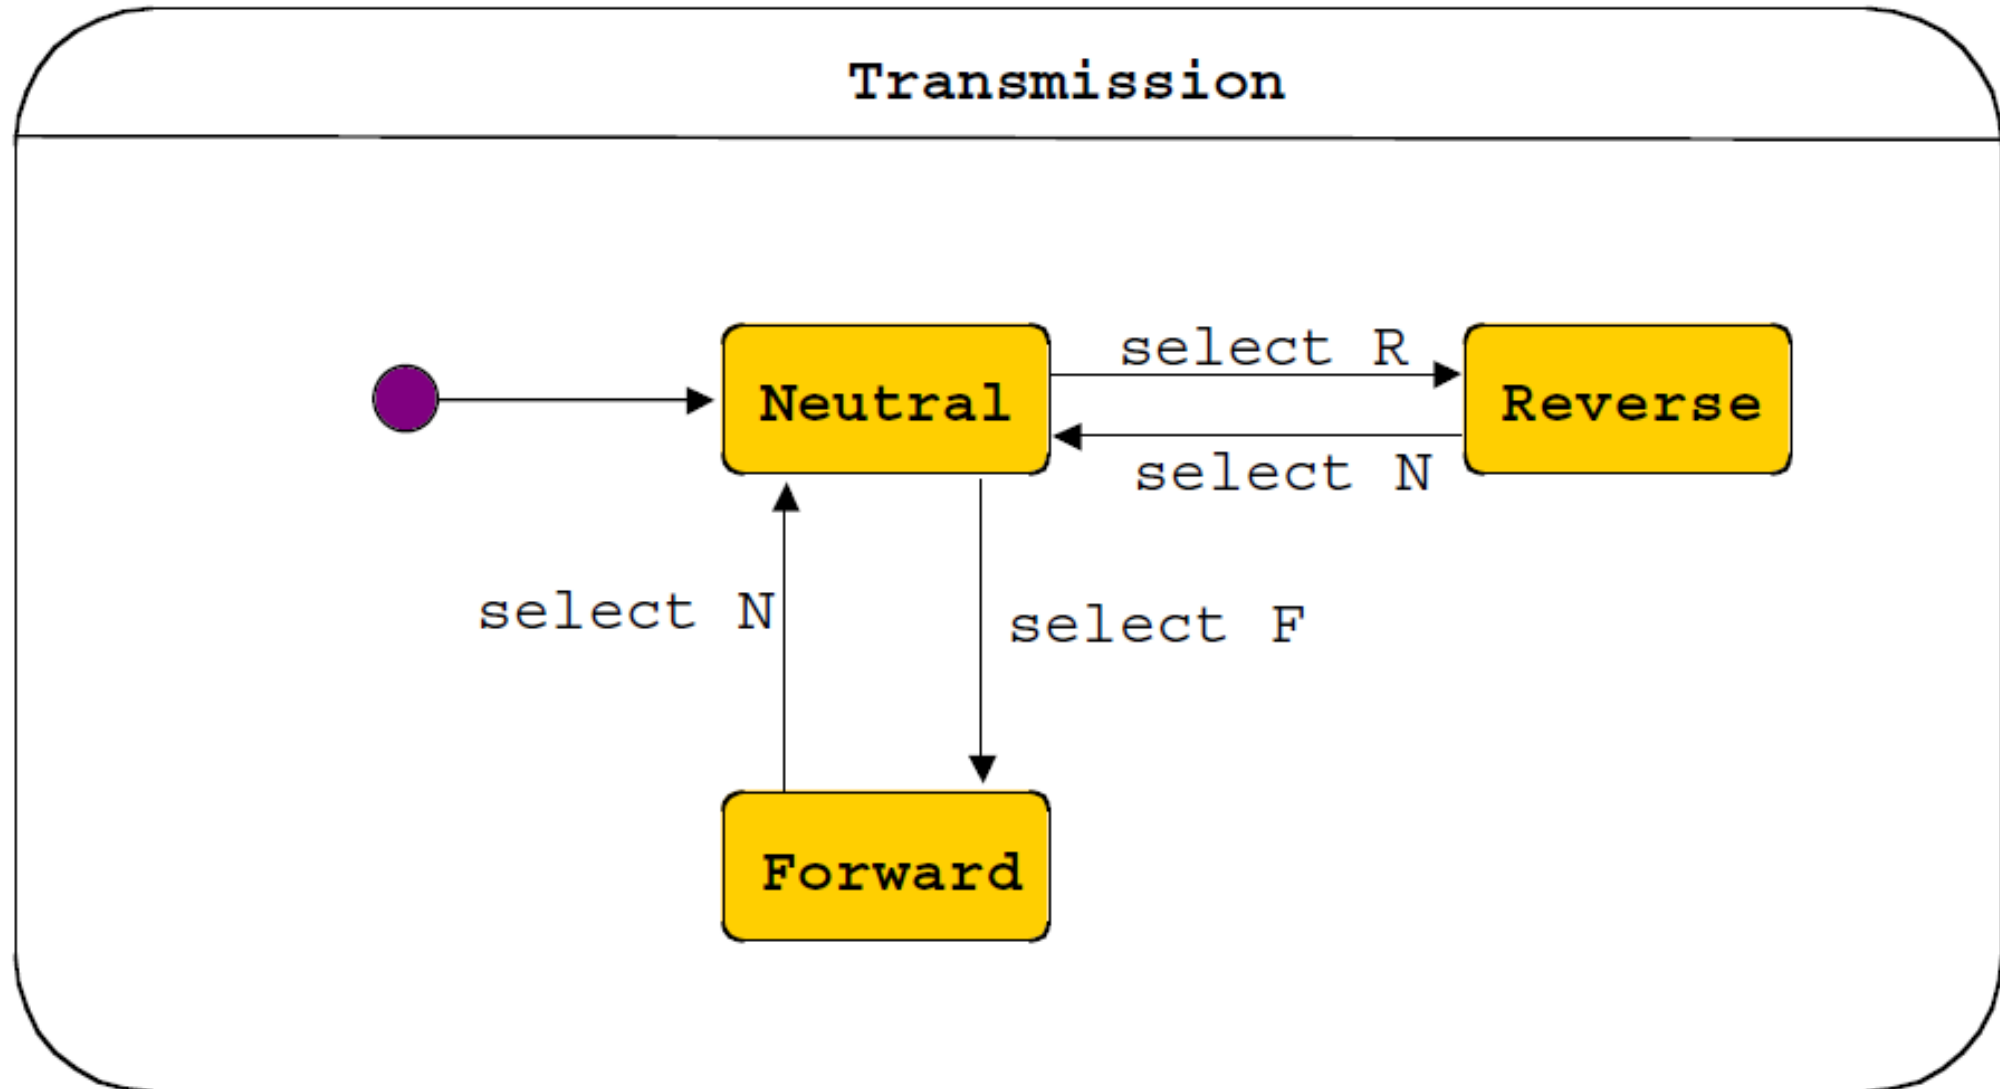 Transmission
select R
Neutral
Reverse
select N
select N
select F
Forward